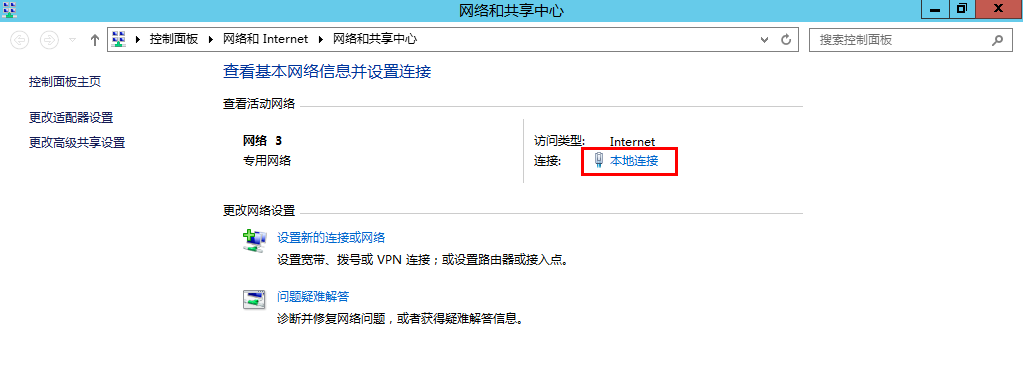 网络和共享中心
控制面板 网络和 Internet 网络和共享中心
搜索控制面板
控制面板主页
更改适配器设置
更改高级共享设置
查看基本网络信息并设置连接
查看活动网络
网络 3
专用网络
访问类型: Internet
连接: 本地连接
更改网络设置
设置新的连接或网络
设置宽带、拨号或 VPN 连接；或设置路由器或接入点。
问题疑难解答
诊断并修复网络问题，或者获得疑难解答信息。